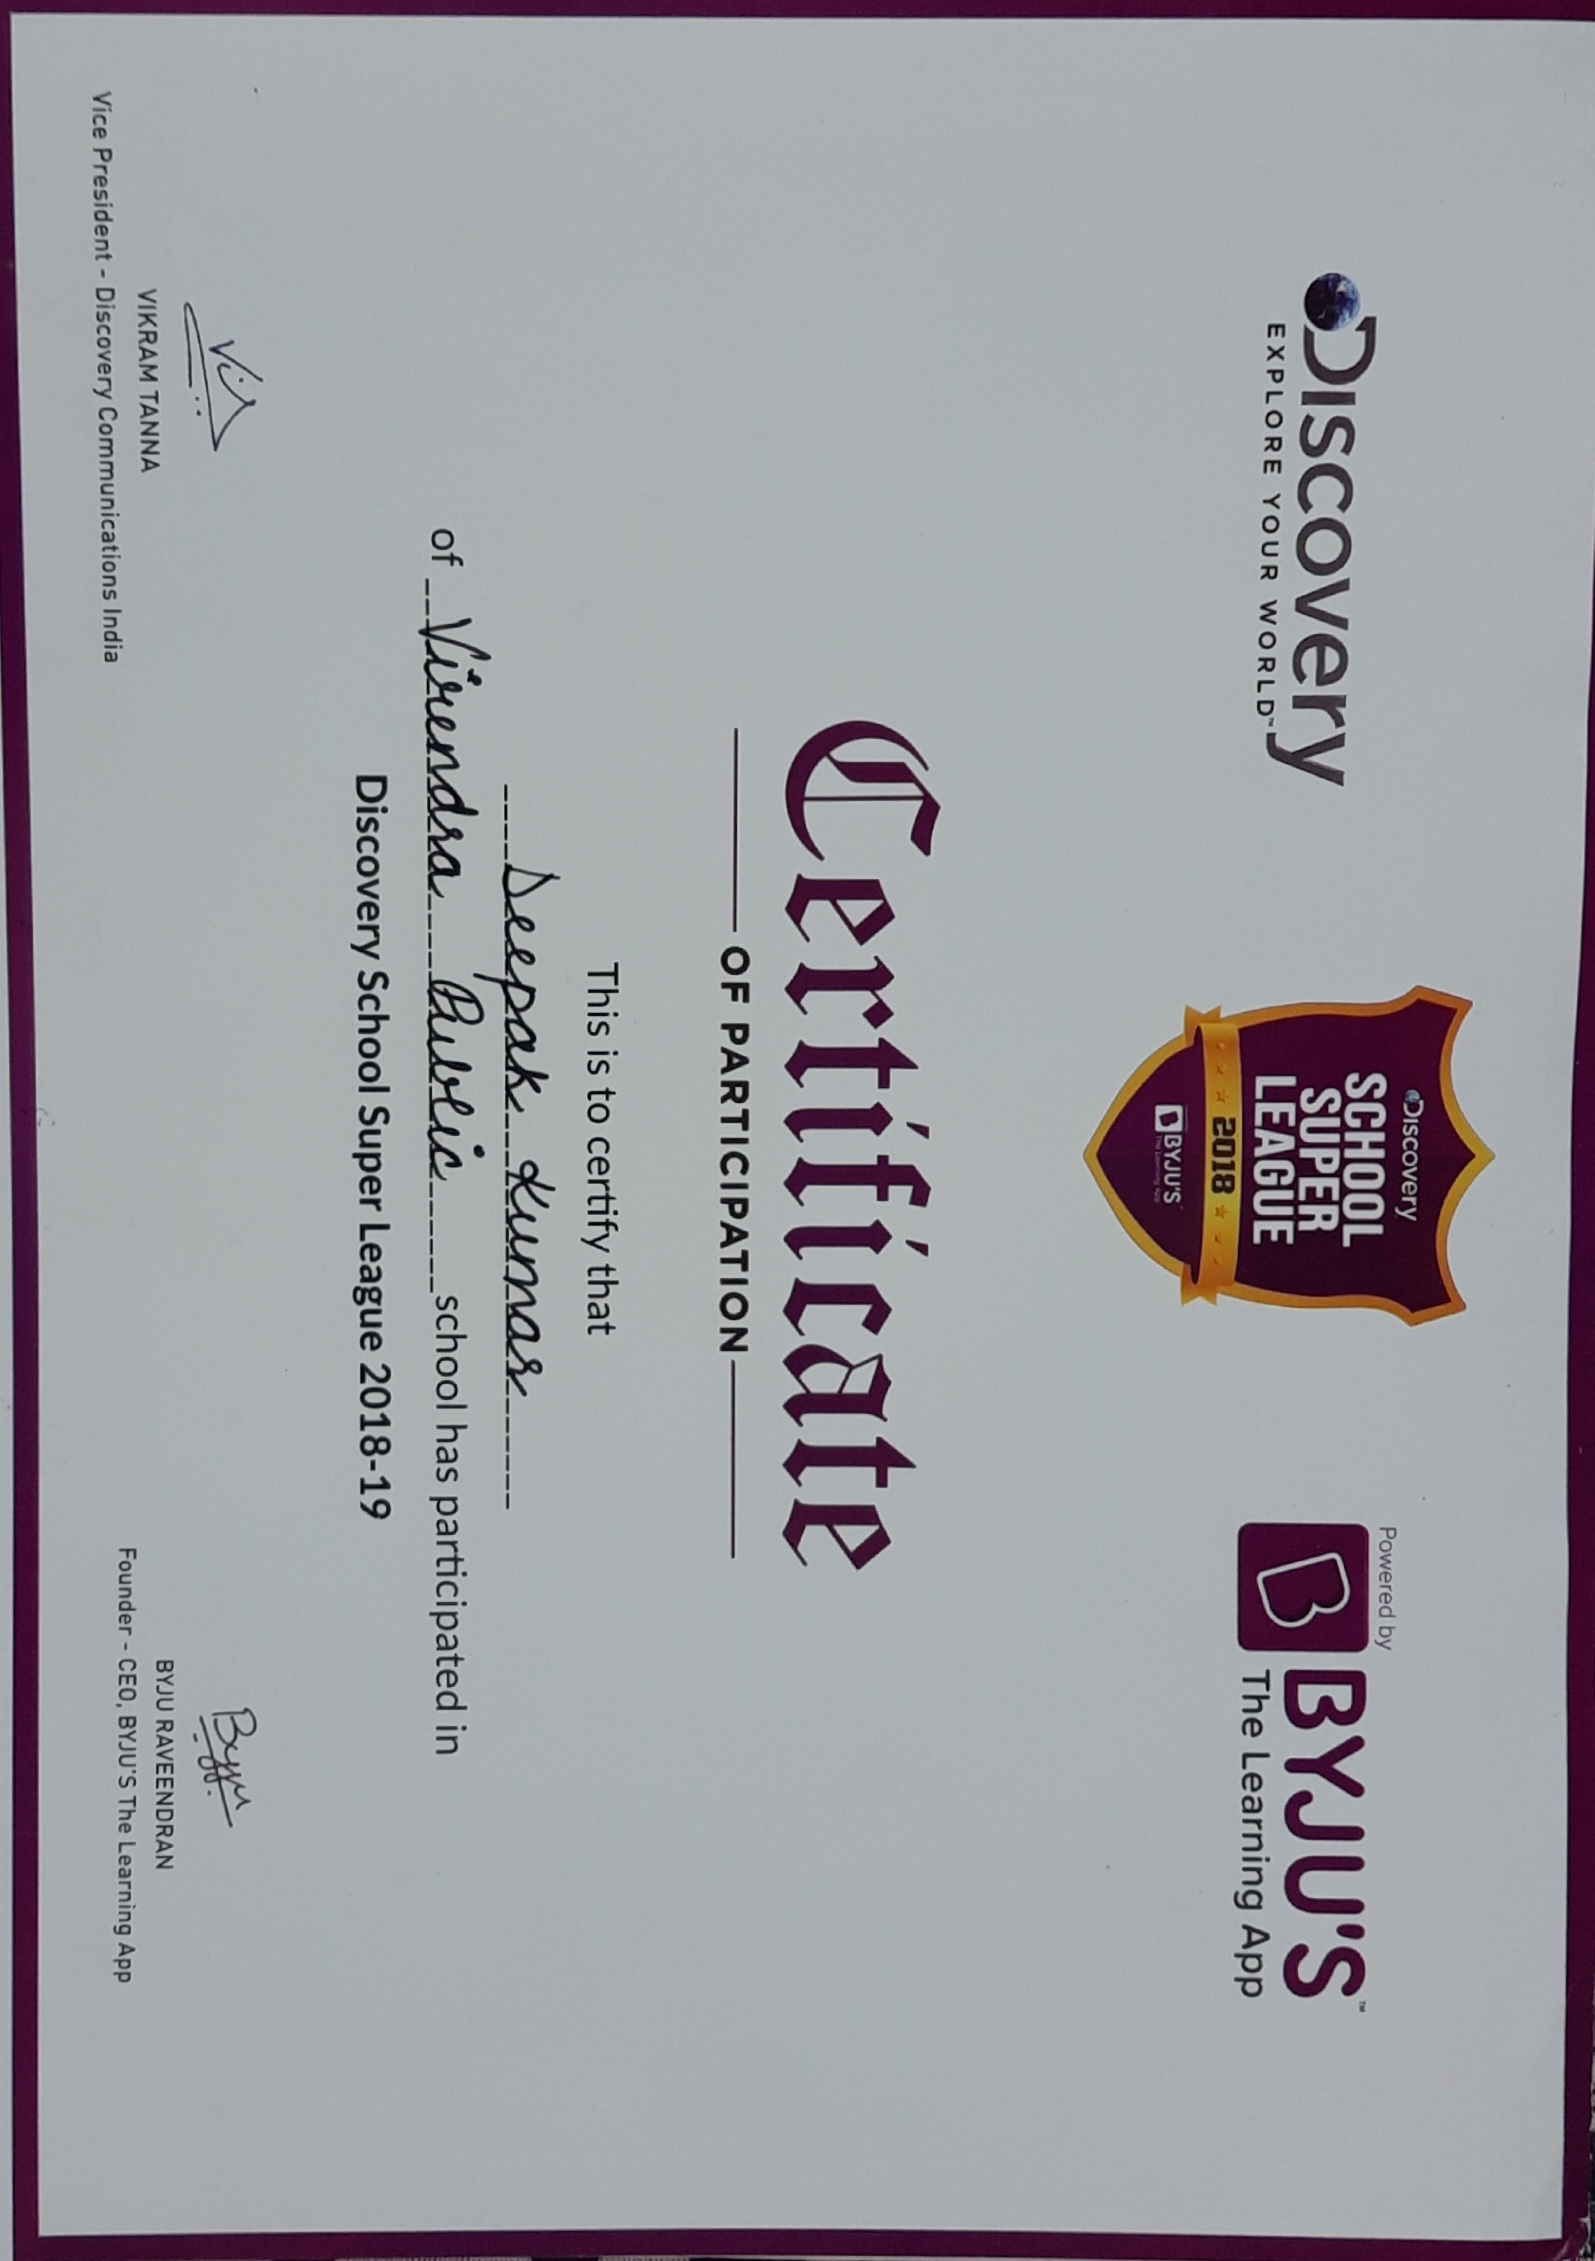 Discovery
EXPLORE YOUR WORLD™
Discovery
SCHOOL
SUPER
LEAGUE
2018
BYJU'S
The Learning App
Powered by
BYJU'S™
The Learning App
Certificate
OF PARTICIPATION
This is to certify that
Deepak Kumar
of Virendra Public school has participated in
Discovery School Super League 2018-19
Vik
VIKRAM TANNA
Vice President - Discovery Communications India
Byju
BYJU RAVEENDRAN
Founder - CEO, BYJU'S The Learning App